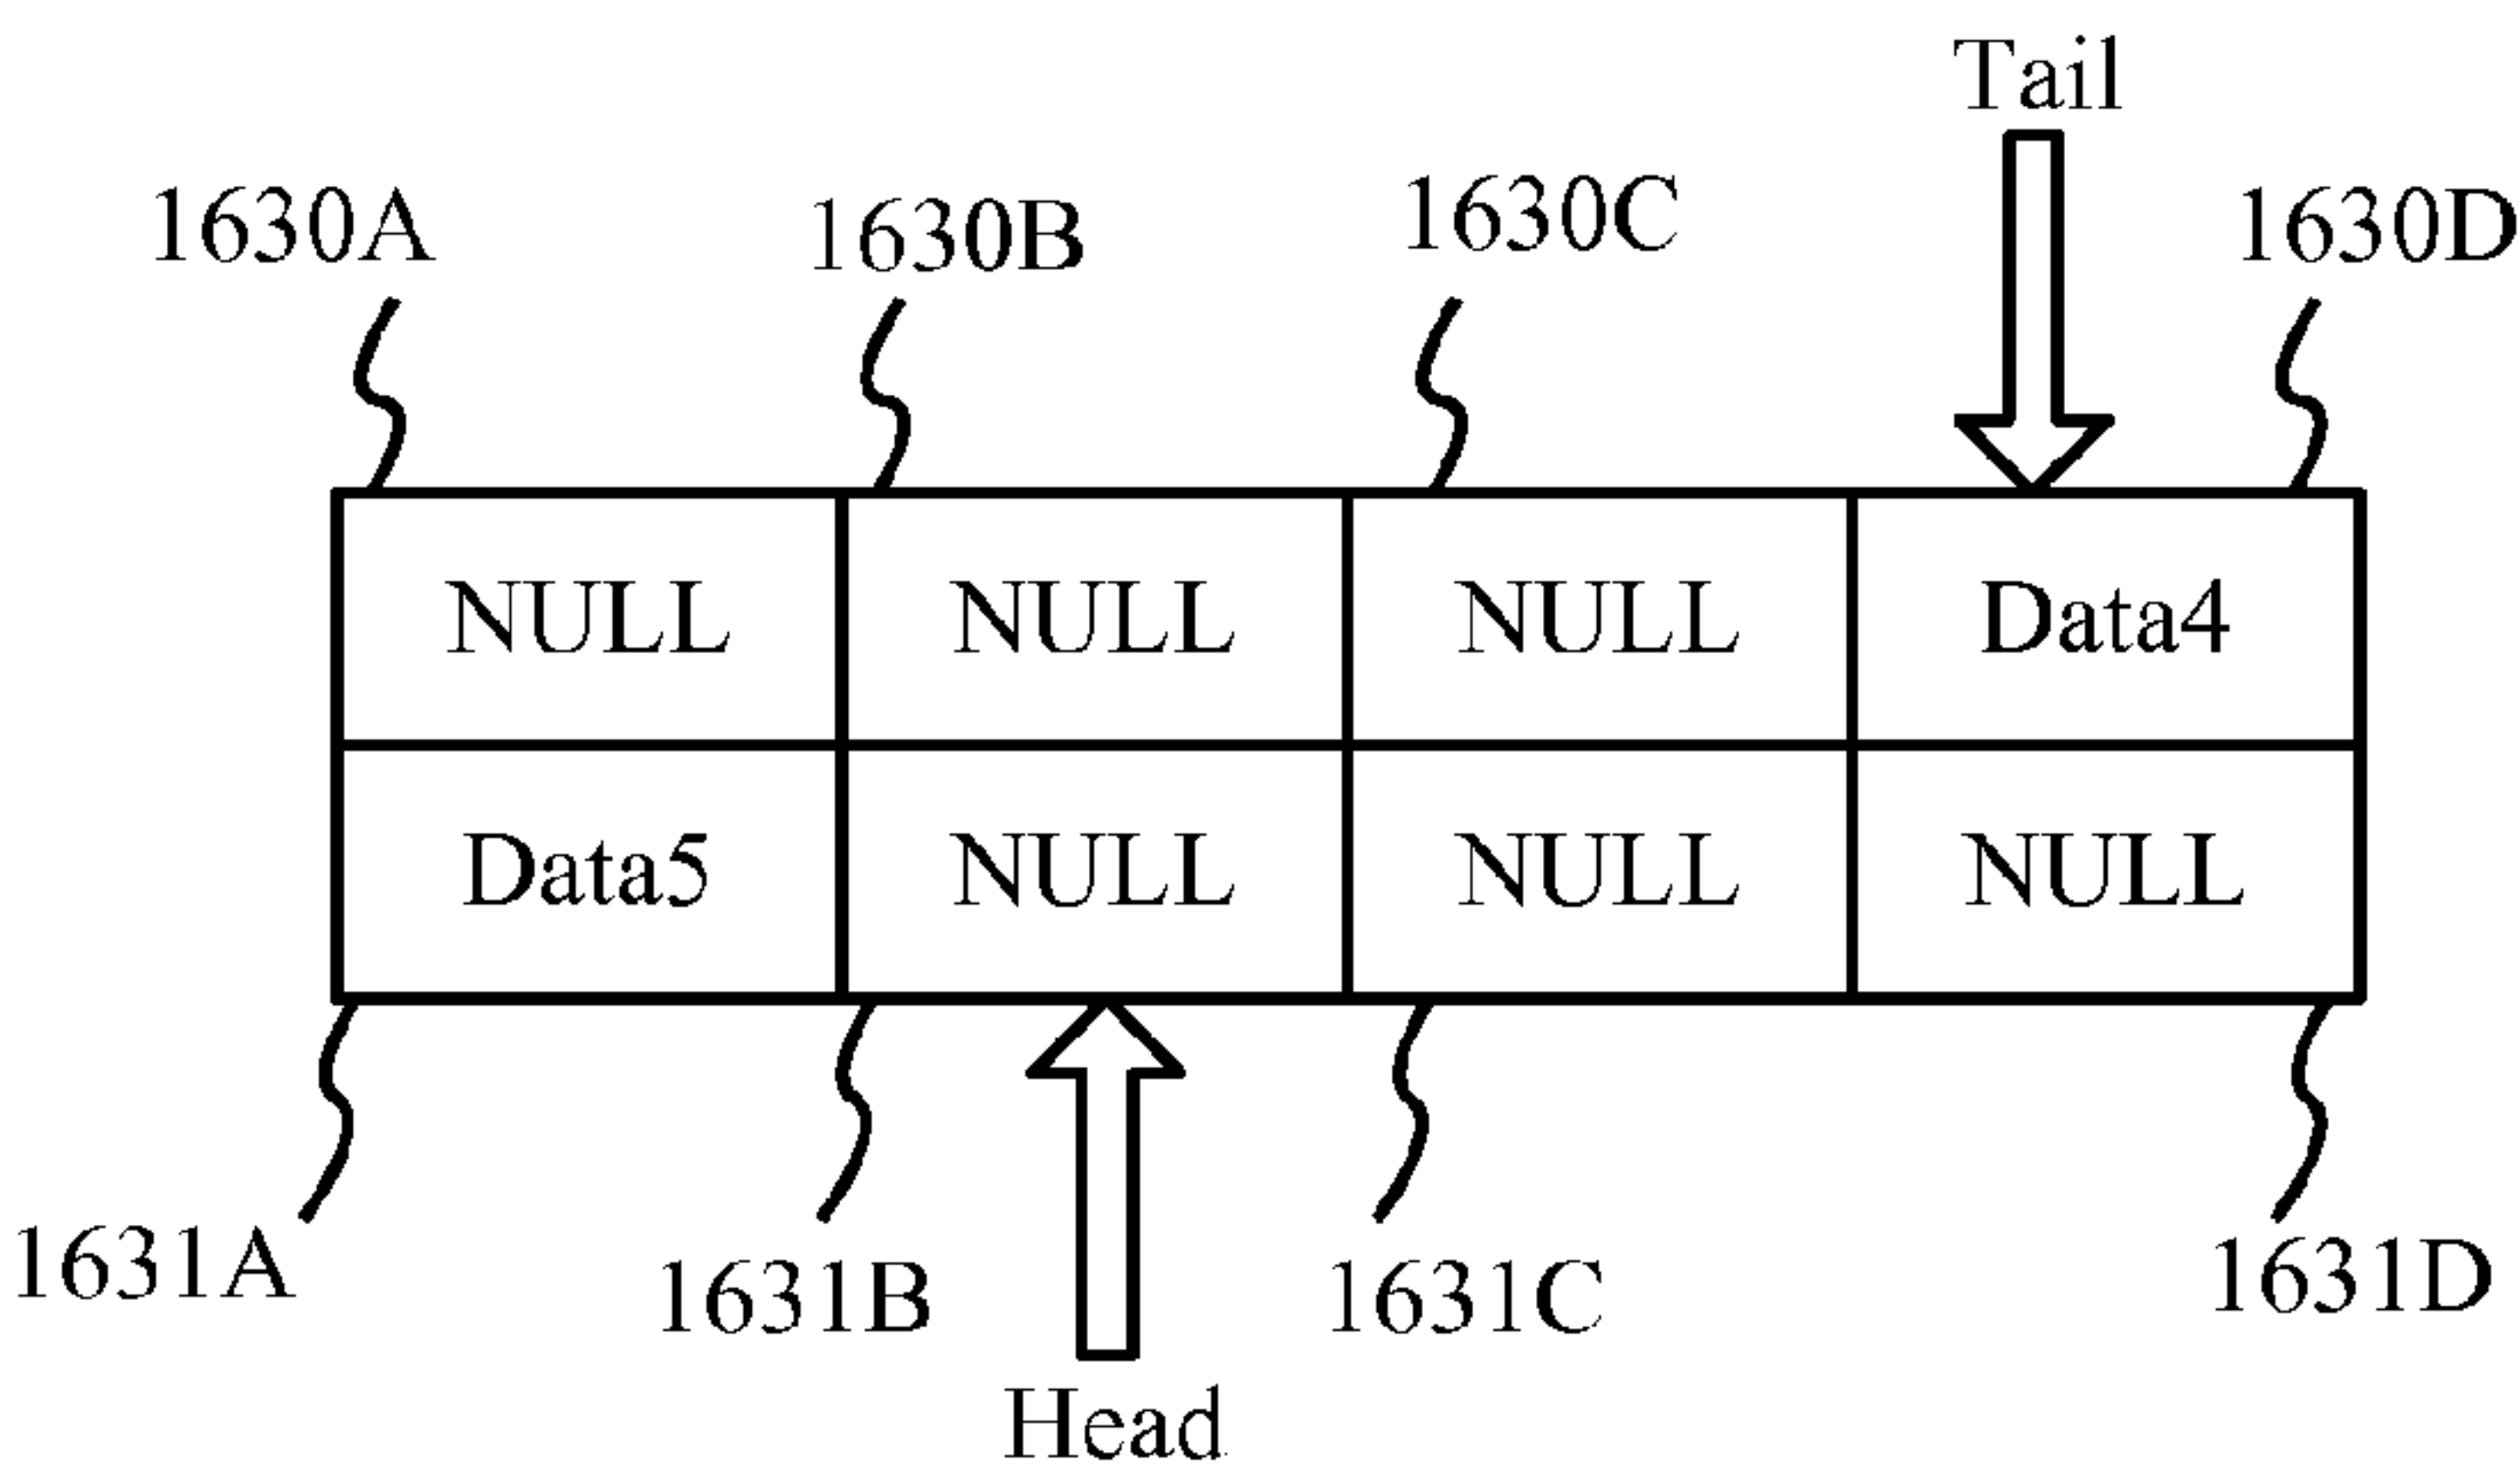 Tail
1630A 1630B 1630C 1630D
NULL NULL NULL Data4
Data5 NULL NULL NULL
1631A 1631B 1631C 1631D
Head